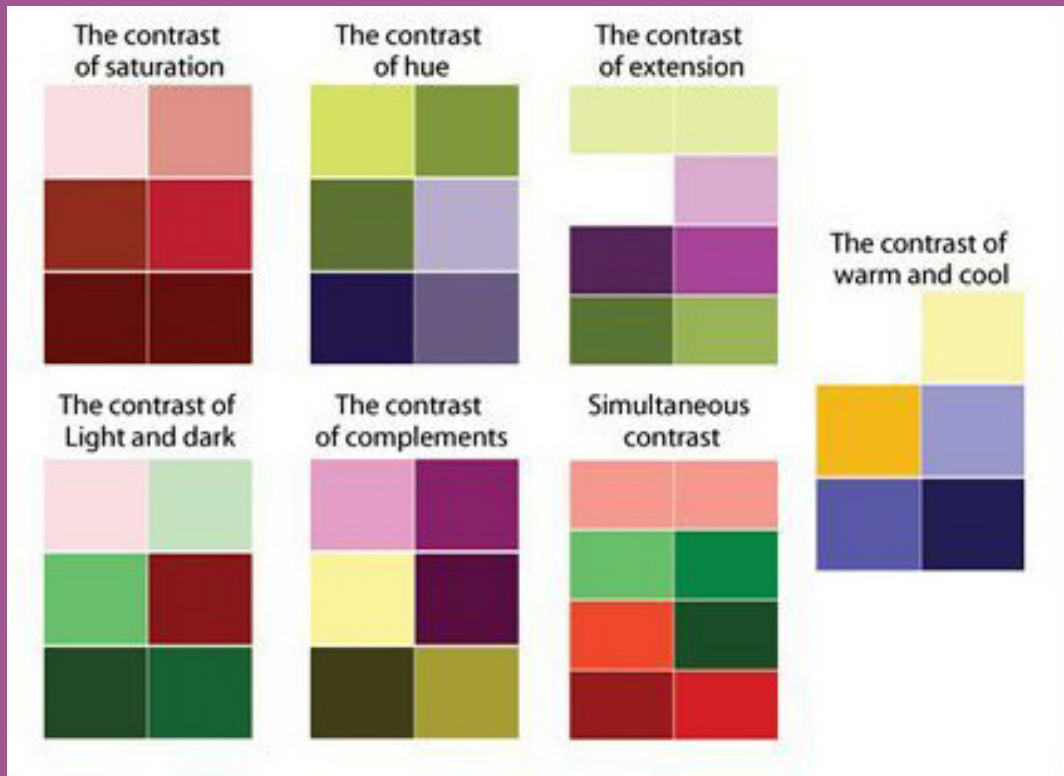 The contrast
of saturation
The contrast
of hue
The contrast
of extension
The contrast of
warm and cool
The contrast of
Light and dark
The contrast
of complements
Simultaneous
contrast